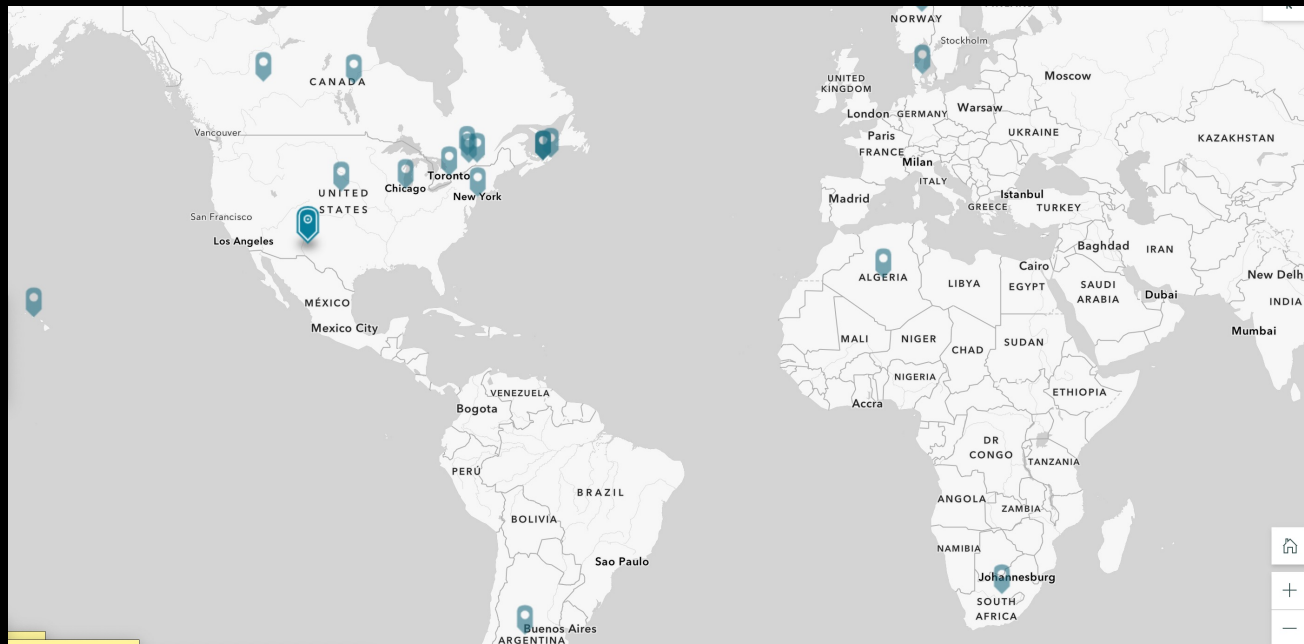 NORWAY
Stockholm
CANADA
Moscow
UNITED
KINGDOM
Warsaw
London
GERMANY
Vancouver
Paris
UKRAINE
KAZAKHSTAN
FRANCE
Milan
Toronto
ITALY
Chicago
UNITED
STATES
New York
Madrid
Istanbul
GREECE
TURKEY
San Francisco
Los Angeles
Baghdad
IRAN
Cairo
ALGERIA
LIBYA
EGYPT
SAUDI
ARABIA
Dubai
New Delh
INDIA
MÉXICO
Mexico City
Mumbai
MALI
NIGER
CHAD
SUDAN
NIGERIA
ETHIOPIA
VENEZUELA
Bogota
Accra
DR
CONGO
TANZANIA
PERÚ
BRAZIL
ANGOLA
ZAMBIA
BOLIVIA
NAMIBIA
Sao Paulo
Johannesburg
SOUTH
AFRICA
Buenos Aires
ARGENTINA